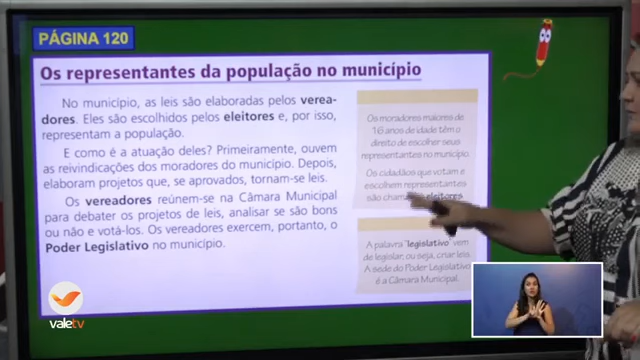 PÁGINA 120
Os representantes da população no município
No município, as leis são elaboradas pelos verea-
dores. Eles são escolhidos pelos eleitores e, por isso,
representam a população.
E como é a atuação deles? Primeiramente, ouvem
as reivindicações dos moradores do município. Depois,
elaboram projetos que, se aprovados, tornam-se leis.
Os vereadores reúnem-se na Câmara Municipal
para debater os projetos de leis, analisar se são bons
ou não e votá-los. Os vereadores exercem, portanto, o
Poder Legislativo no município.
Os moradores maiores de
16 anos de idade têm o
direito de escolher seus
representantes no município.
Os cidadãos que votam e
escolhem representantes
são chamados eleitores
A palavra "legislativo" vem
de legislar, ou seja, criar leis.
A sede do Poder Legislativo
é a Câmara Municipal.
valetv